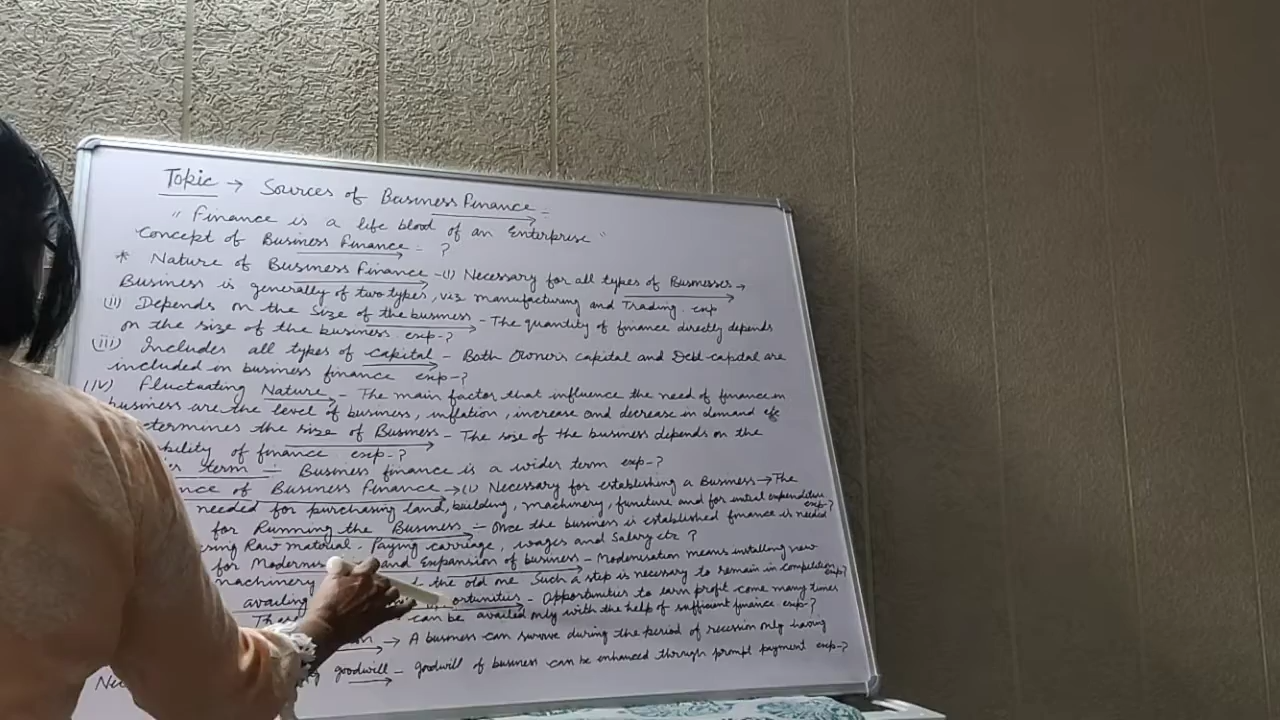 Topic → Sources of Business Finance -
" Finance is a life blood of an Enterprise "
Concept of Business Finance - ?
* Nature of Business Finance - (i) Necessary for all types of Businesses →
Business is generally of two types, viz manufacturing and Trading. exp
(ii) Depends on the Size of the business - The quantity of finance directly depends
on the size of the business exp-?
(iii) Includes all types of capital - Both Owner's capital and Debt capital are
included in business finance exp-?
(iv) Fluctuating Nature - The main factor that influence the need of finance in
business are the level of business, inflation, increase and decrease in demand etc
termines the size of Business - The size of the business depends on the
bility of finance exp-?
term - Business finance is a wider term exp-?
nce of Business Finance → (i) Necessary for establishing a Business → The
needed for purchasing land, building, machinery, funiture and for initial expenditure exp?
for Running the Business - Once the business is established finance is needed
Raw material. Paying carriage, wages and Salary etc ?
for Modernis and Expansion of business - Modernisation means installing new
machinery the old one. Such a step is necessary to remain in competition exp?
availing ortunitis - Opportunities to earn profit come many times
These can be availed only with the help of sufficient finance exp-?
→ A business can survive during the period of recession only having
goodwill - goodwill of business can be enhanced through prompt payment exp-?